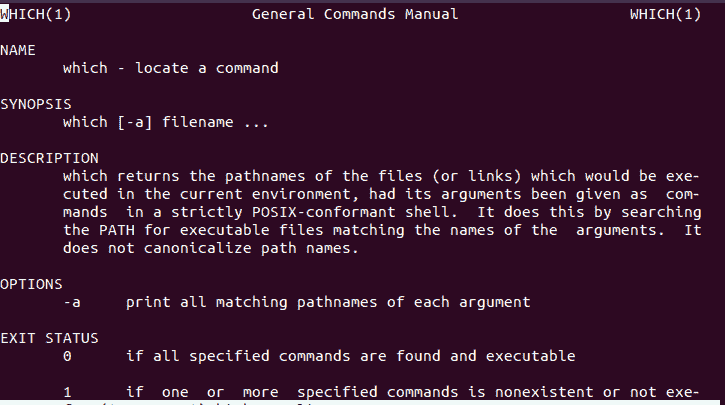 WHICH(1) General Commands Manual WHICH(1)
NAME
which - locate a command
SYNOPSIS
which [-a] filename ...
DESCRIPTION
which returns the pathnames of the files (or links) which would be exe-
cuted in the current environment, had its arguments been given as com-
mands in a strictly POSIX-conformant shell. It does this by searching
the PATH for executable files matching the names of the arguments. It
does not canonicalize path names.
OPTIONS
-a print all matching pathnames of each argument
EXIT STATUS
0 if all specified commands are found and executable
1 if one or more specified commands is nonexistent or not exe-